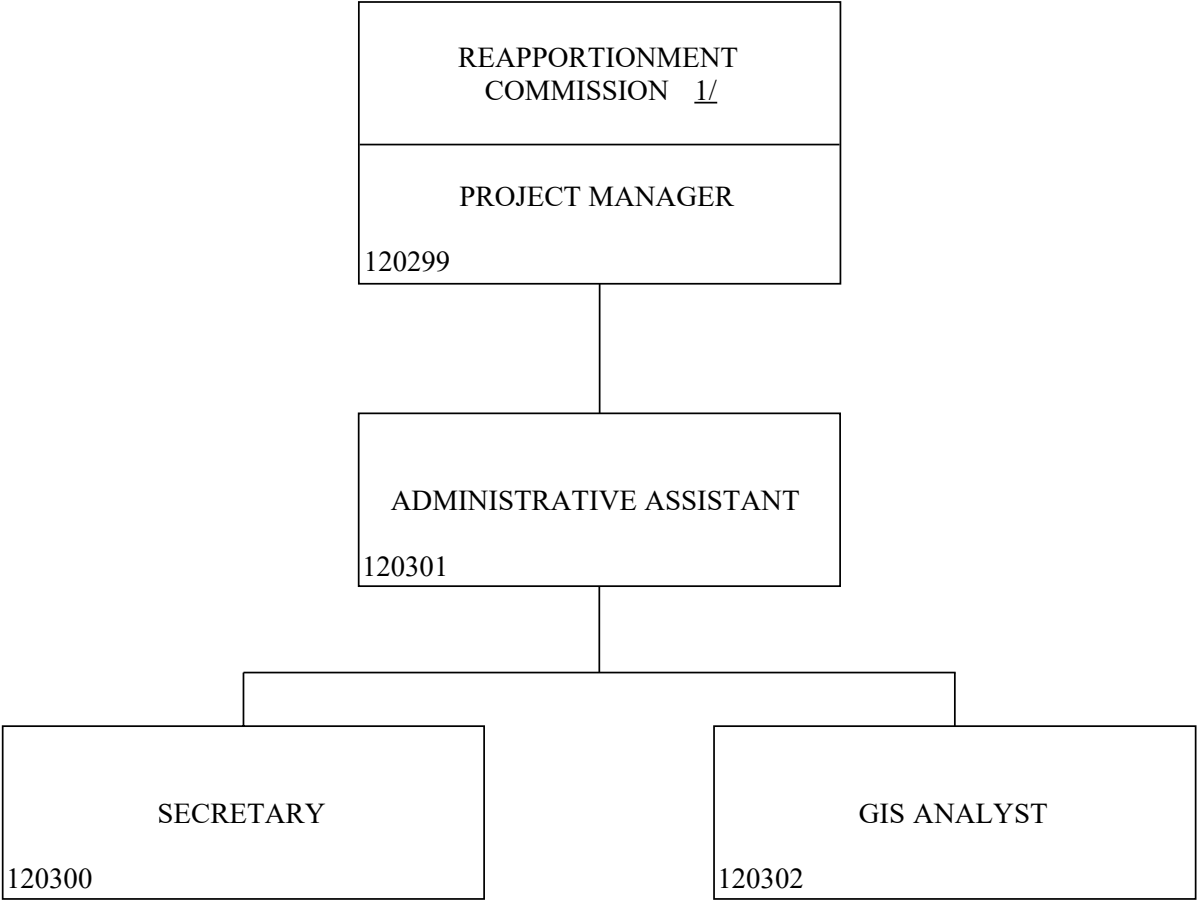 REAPPORTIONMENT
COMMISSION 1/
PROJECT MANAGER
120299
ADMINISTRATIVE ASSISTANT
120301
SECRETARY
120300
GIS ANALYST
120302